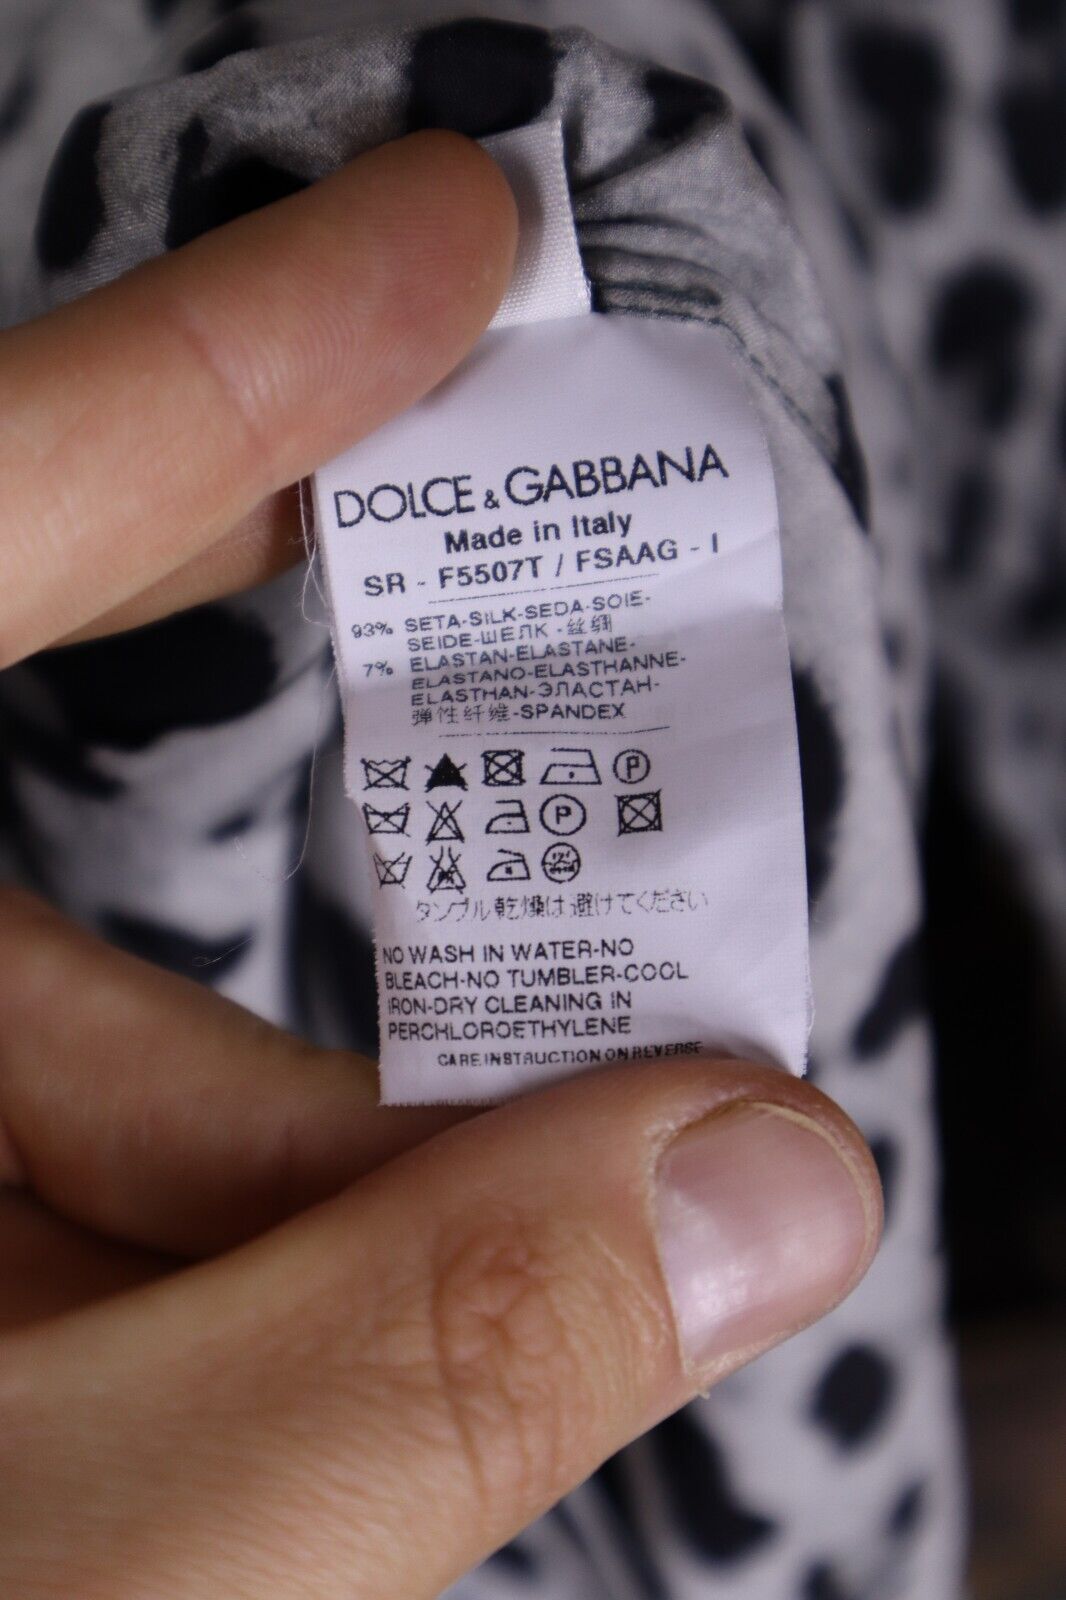 DOLCE & GABBANA
Made in Italy
SR - F5507T / FSAAG - I
93% SETA-SILK-SEDA-SOIE-
SEIDE-ШЕЛК -丝绸
7% ELASTAN-ELASTANE-
ELASTANO-ELASTHANNE-
ELASTHAN-ЭЛАСТАН-
弹性纤维-SPANDEX
P
P
タンブル乾燥は避けてください
NO WASH IN WATER-NO
BLEACH-NO TUMBLER-COOL
IRON-DRY CLEANING IN
PERCHLOROETHYLENE
CARE INSTRUCTION ON REVERSE